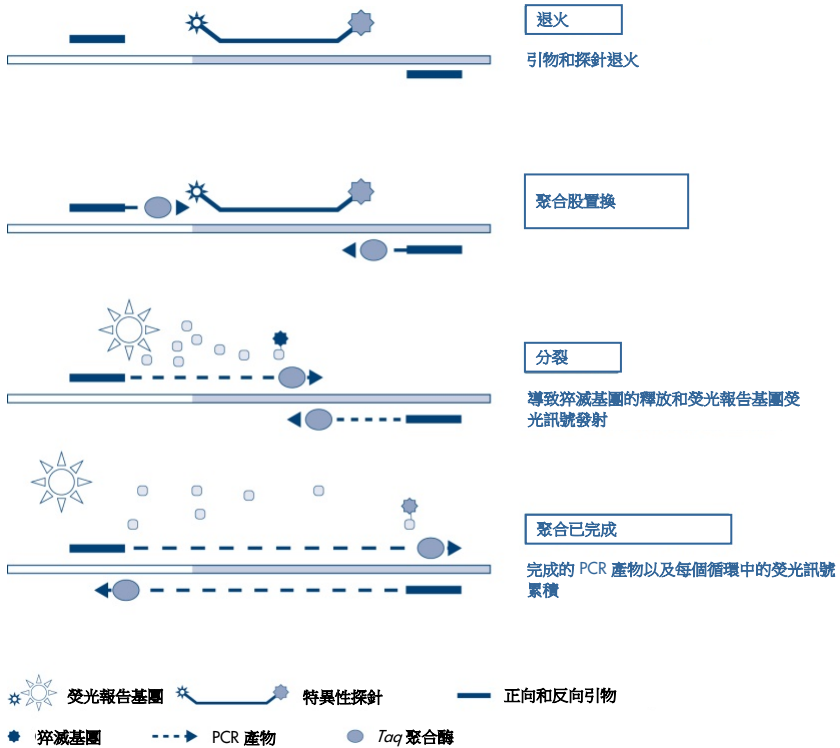 退火
引物和探針退火
聚合股置換
分裂
導致猝滅基團的釋放和熒光報告基團熒
光訊號發射
聚合已完成
完成的 PCR 產物以及每個循環中的熒光訊號
累積
熒光報告基團 特異性探針 正向和反向引物
猝滅基團 PCR 產物 Taq 聚合酶